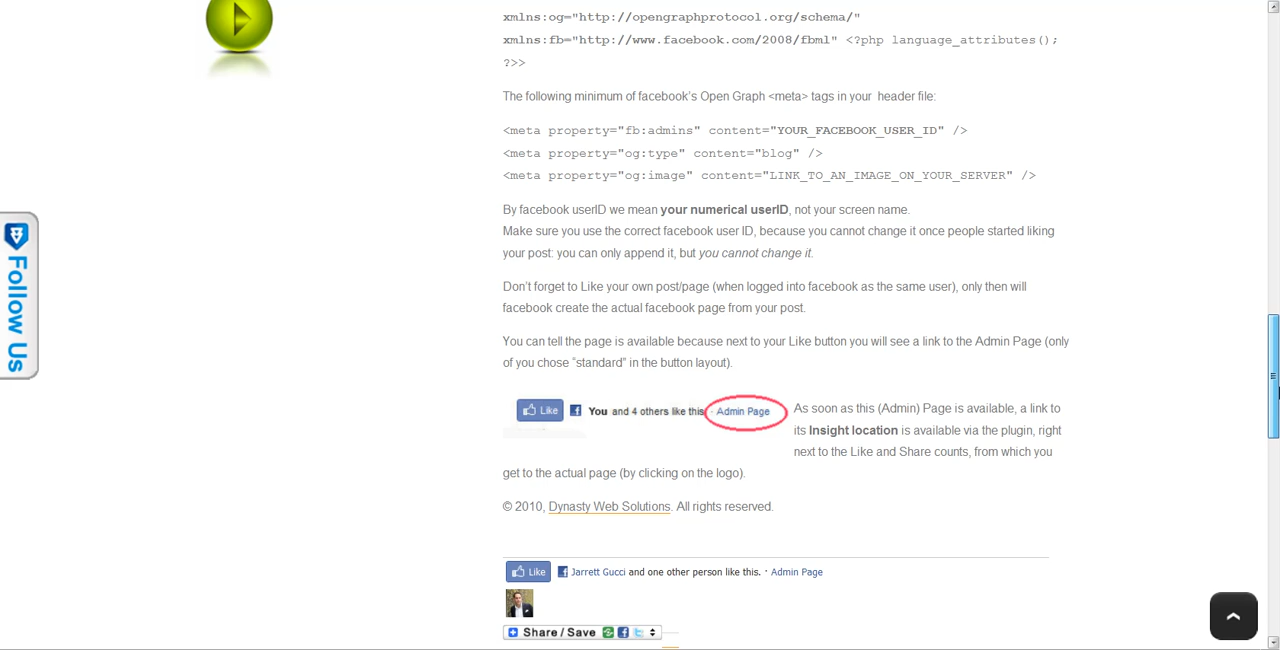 xmlns:og="http://opengraphprotocol.org/schema/"
xmlns:fb="http://www.facebook.com/2008/fbml" <?php language_attributes();
?>>
The following minimum of facebook's Open Graph <meta> tags in your header file:
<meta property="fb:admins" content="YOUR_FACEBOOK_USER_ID" />
<meta property="og:type" content="blog" />
<meta property="og:image" content="LINK_TO_AN_IMAGE_ON_YOUR_SERVER" />
By facebook userID we mean your numerical userID, not your screen name.
Make sure you use the correct facebook user ID, because you cannot change it once people started liking
your post: you can only append it, but you cannot change it.
Don't forget to Like your own post/page (when logged into facebook as the same user), only then will
facebook create the actual facebook page from your post.
You can tell the page is available because next to your Like button you will see a link to the Admin Page (only
of you chose "standard" in the button layout).
Like You and 4 others like this · Admin Page
As soon as this (Admin) Page is available, a link to
its Insight location is available via the plugin, right
next to the Like and Share counts, from which you
get to the actual page (by clicking on the logo).
© 2010, Dynasty Web Solutions. All rights reserved.
Like Jarrett Gucci and one other person like this. · Admin Page
Share / Save
Follow Us